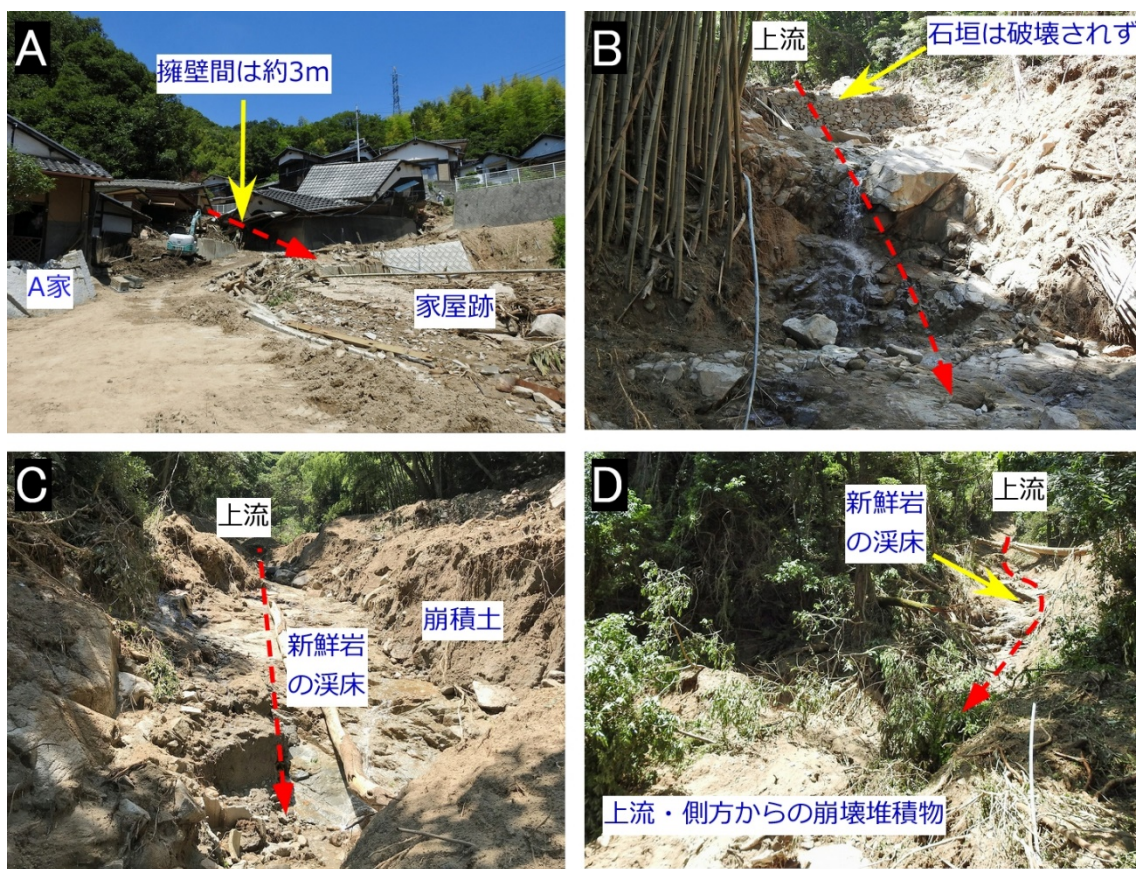 A
擁壁間は約3m
A家
家屋跡
B
上流
石垣は破壊されず
C
上流
新鮮岩
の渓床
崩積土
D
上流
新鮮岩
の渓床
上流・側方からの崩壊堆積物